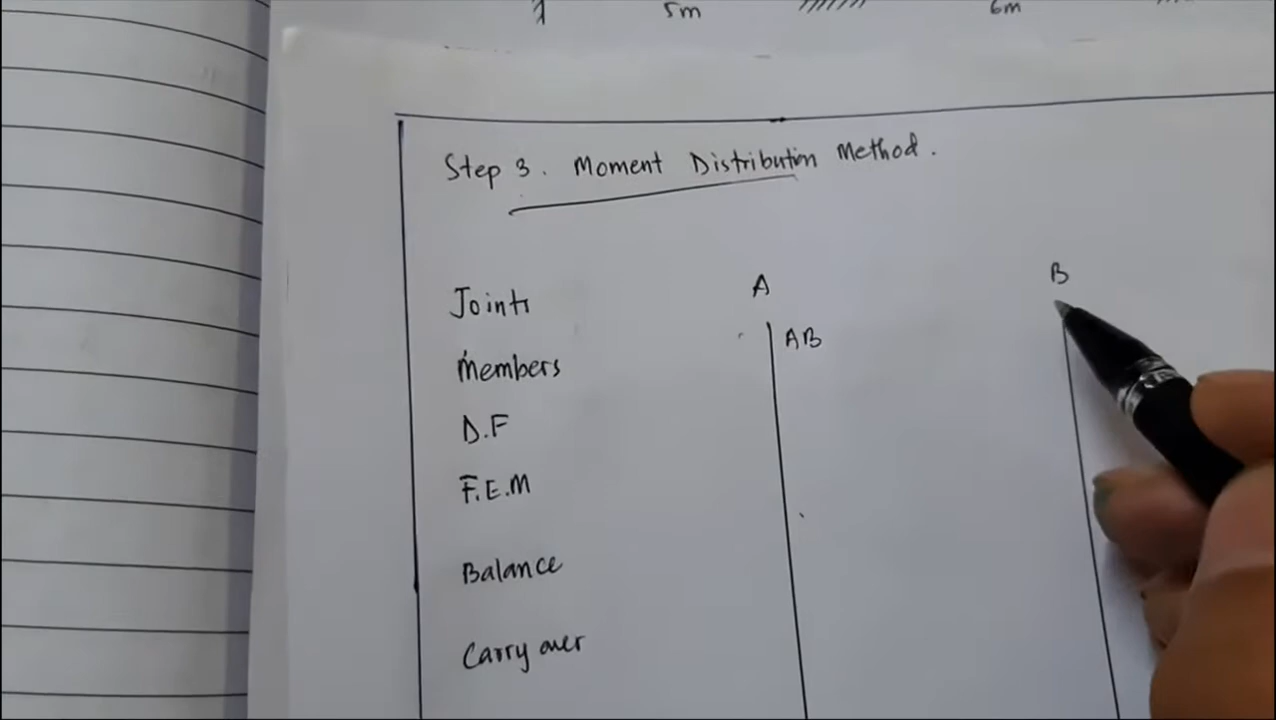 5m 6m
Step 3. Moment Distribution Method.
Joints A B
Members AB
D.F
F.E.M
Balance
Carry over